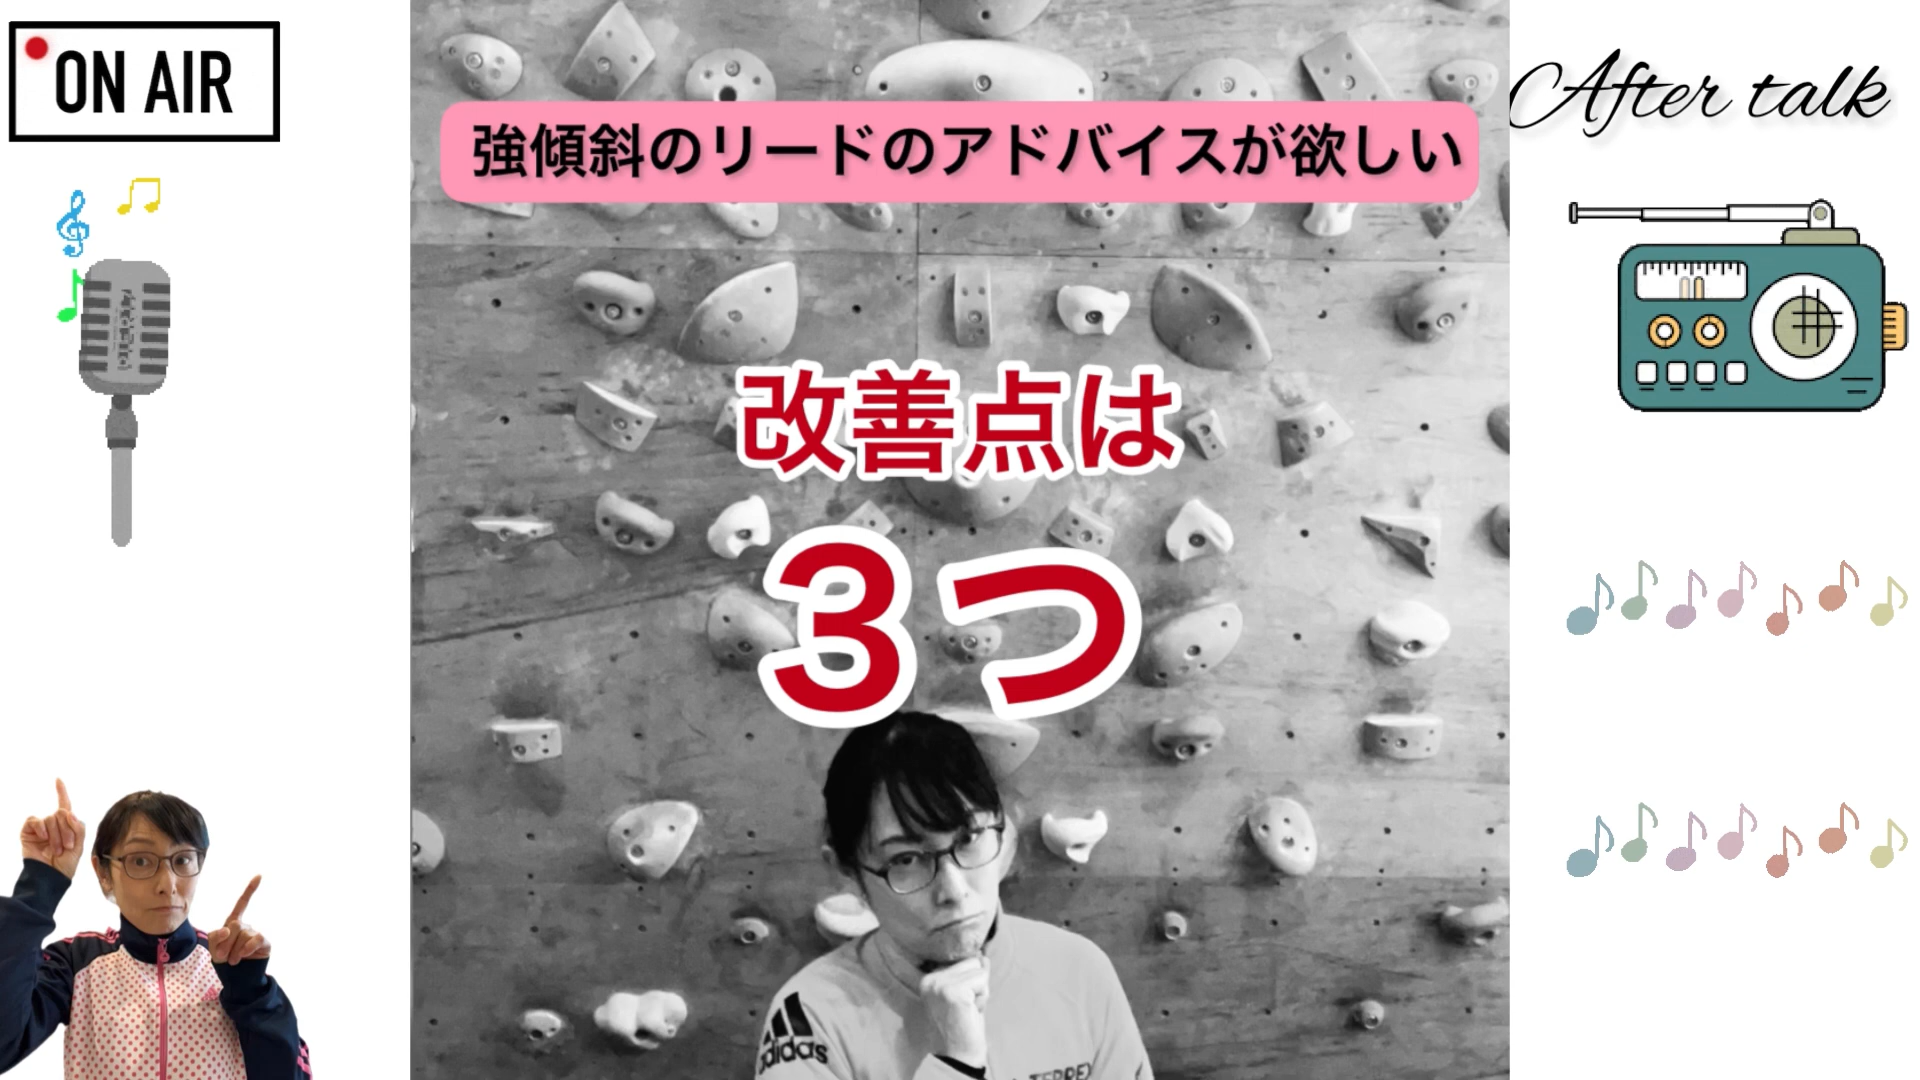 ON AIR
After talk
強傾斜のリードのアドバイスが欲しい
改善点は
3つ
adidas